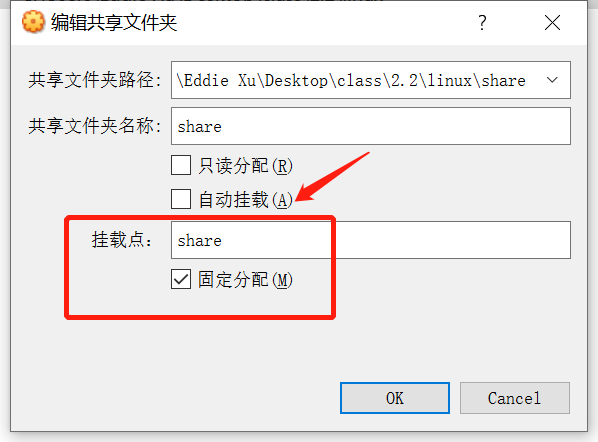 编辑共享文件夹 ?
共享文件夹路径: \Eddie Xu\Desktop\class\2.2\linux\share
共享文件夹名称: share
只读分配(R)
自动挂载(A)
挂载点: share
固定分配(M)
OK Cancel